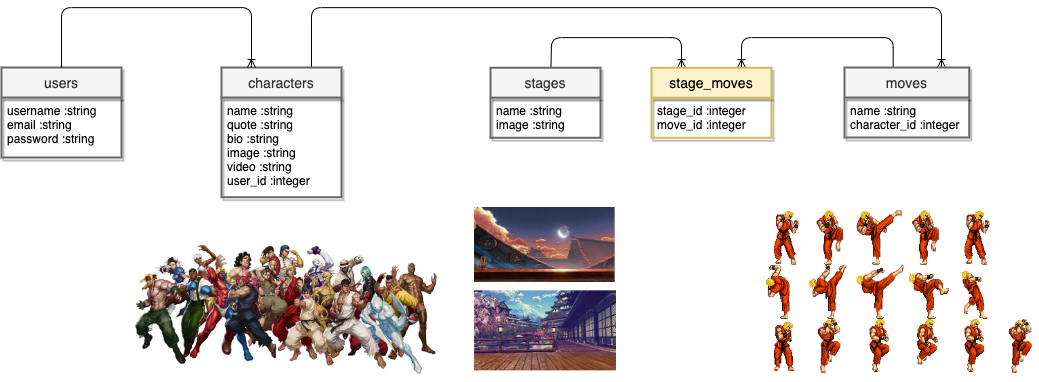 users
username :string
email :string
password :string
characters
name :string
quote :string
bio :string
image :string
video :string
user_id :integer
stages
name :string
image :string
stage_moves
stage_id :integer
move_id :integer
moves
name :string
character_id :integer